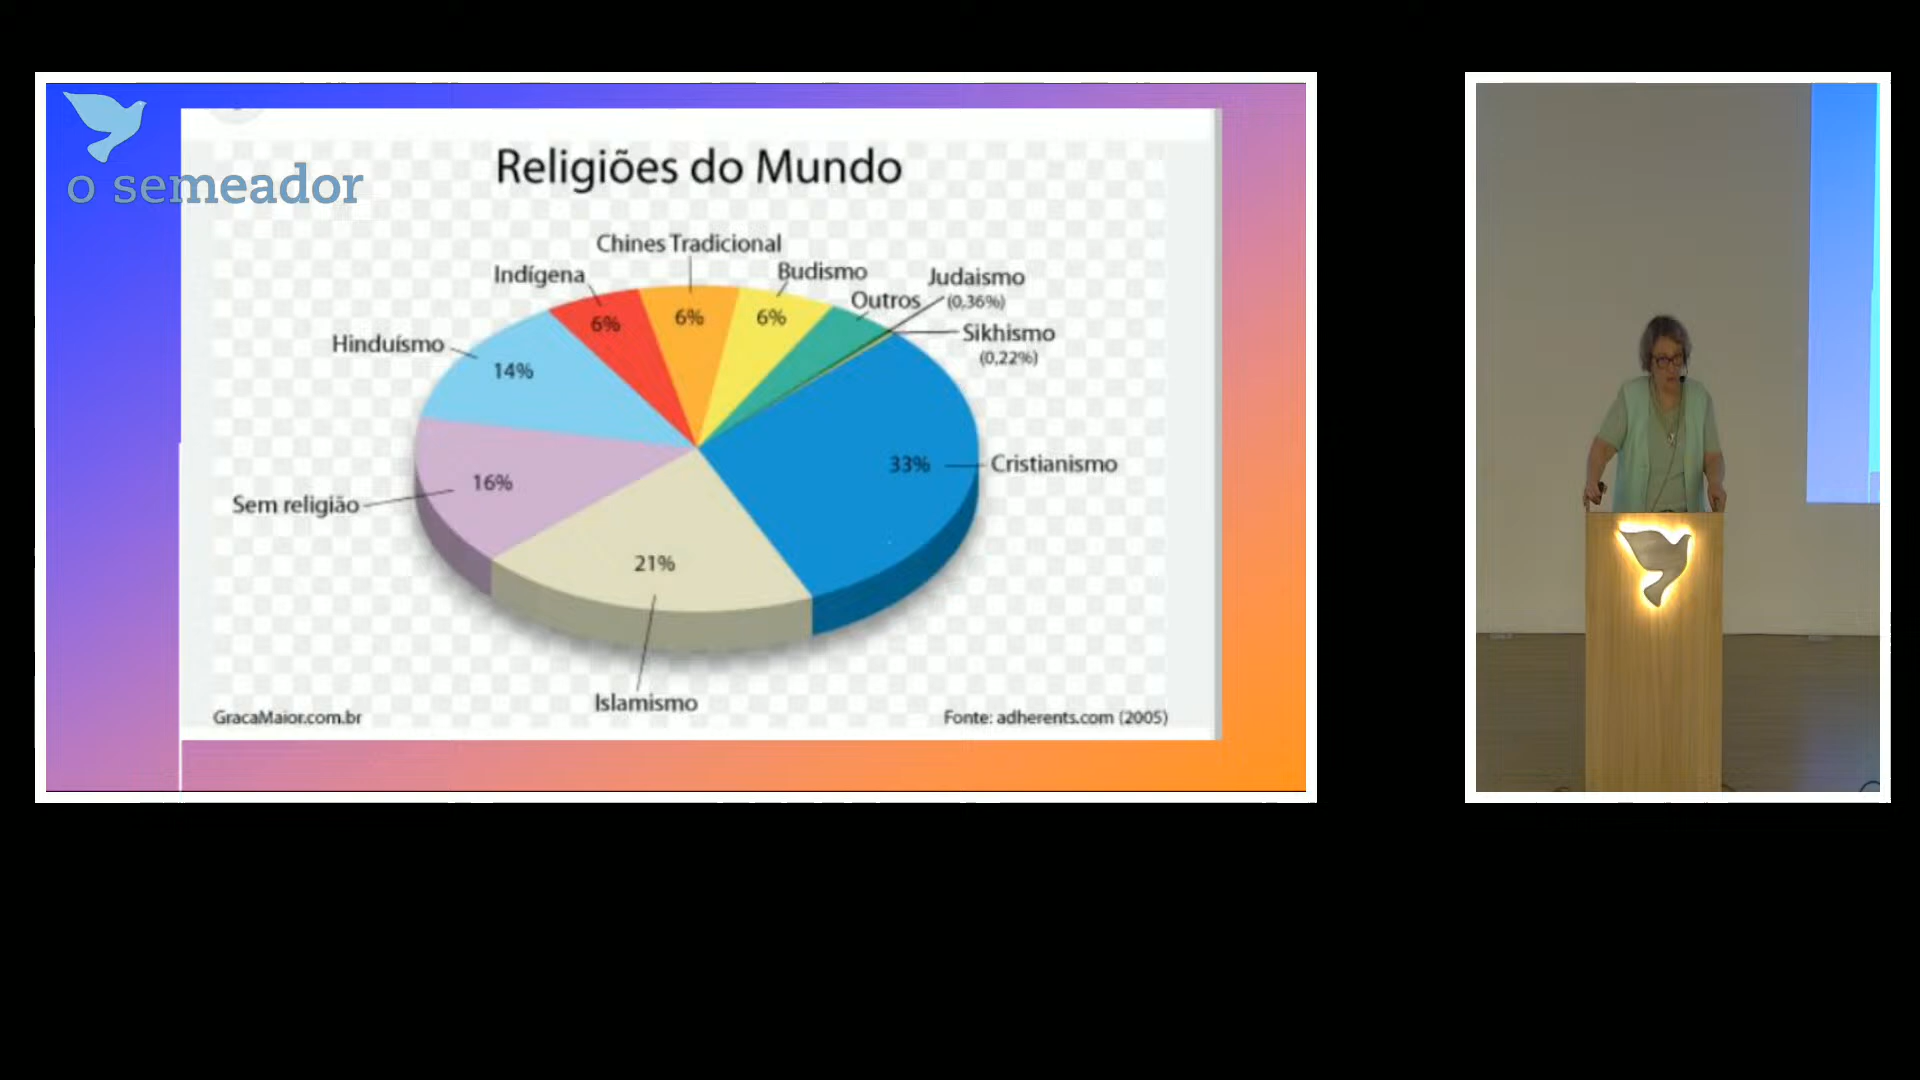 o semeador
Religiões do Mundo
Chines Tradicional
Indígena
Budismo
Judaismo
(0,36%)
Outros
Sikhismo
(0,22%)
Hinduísmo
6%
6%
6%
14%
33%
Cristianismo
16%
Sem religião
21%
Islamismo
GracaMaior.com.br
Fonte: adherents.com (2005)